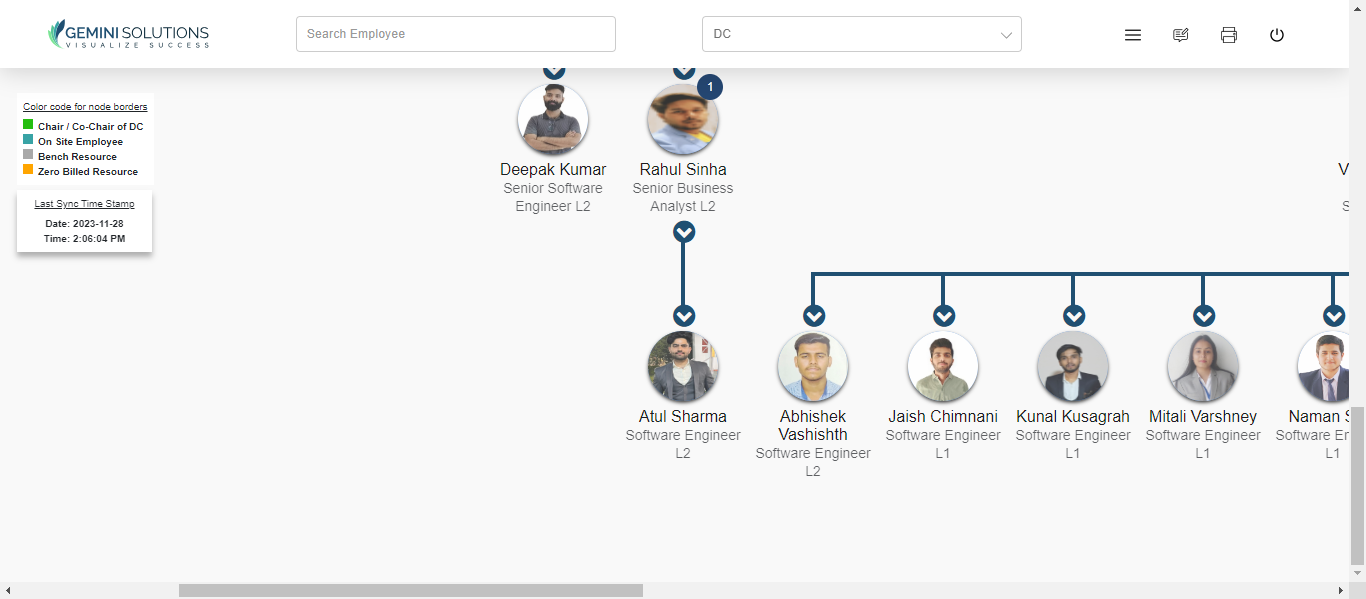 GEMINI SOLUTIONS
VISUALIZE SUCCESS
Search Employee
DC
Color code for node borders
Chair / Co-Chair of DC
On Site Employee
Bench Resource
Zero Billed Resource
Last Sync Time Stamp
Date: 2023-11-28
Time: 2:06:04 PM
1
Deepak Kumar
Senior Software
Engineer L2
Rahul Sinha
Senior Business
Analyst L2
V
S
Atul Sharma
Software Engineer
L2
Abhishek
Vashishth
Software Engineer
L2
Jaish Chimnani
Software Engineer
L1
Kunal Kusagrah
Software Engineer
L1
Mitali Varshney
Software Engineer
L1
Naman S
Software Er
L1